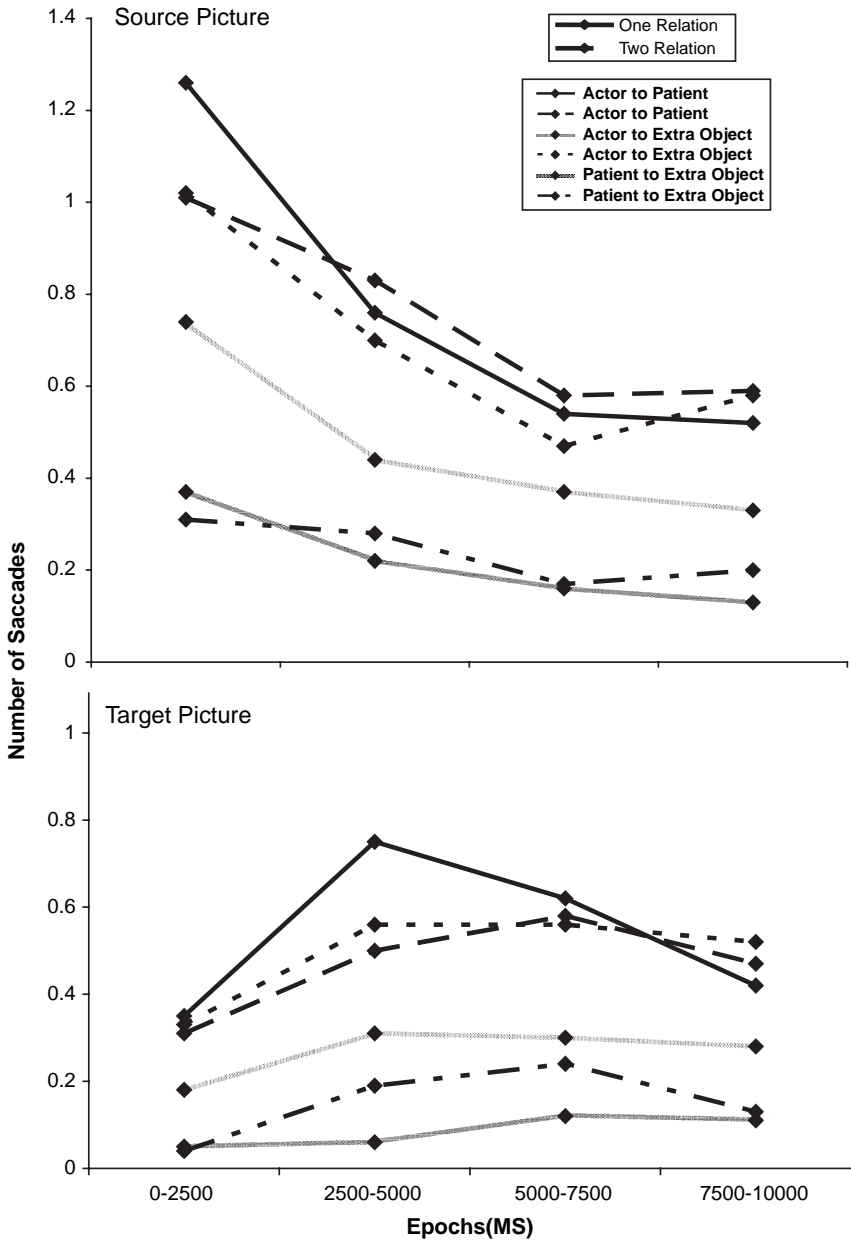 Source Picture
One Relation
Two Relation
Actor to Patient
Actor to Patient
Actor to Extra Object
Actor to Extra Object
Patient to Extra Object
Patient to Extra Object
1.4
1.2
1
0.8
0.6
0.4
0.2
0
Number of Saccades
Target Picture
1
0.8
0.6
0.4
0.2
0
0-2500 2500-5000 5000-7500 7500-10000
Epochs(MS)